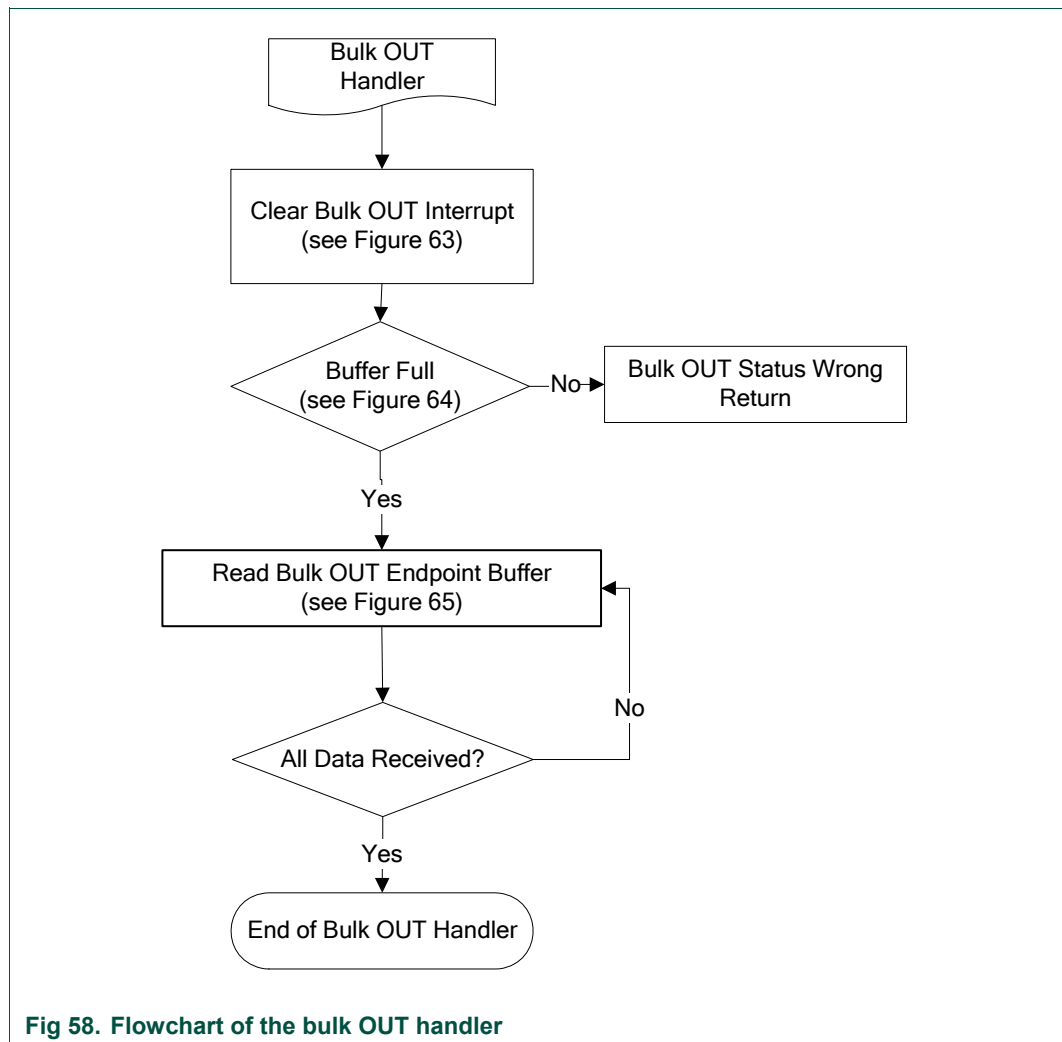 Bulk OUT
Handler
Clear Bulk OUT Interrupt
(see Figure 63)
Buffer Full
(see Figure 64)
No
Bulk OUT Status Wrong
Return
Yes
Read Bulk OUT Endpoint Buffer
(see Figure 65)
No
All Data Received?
Yes
End of Bulk OUT Handler
Fig 58. Flowchart of the bulk OUT handler